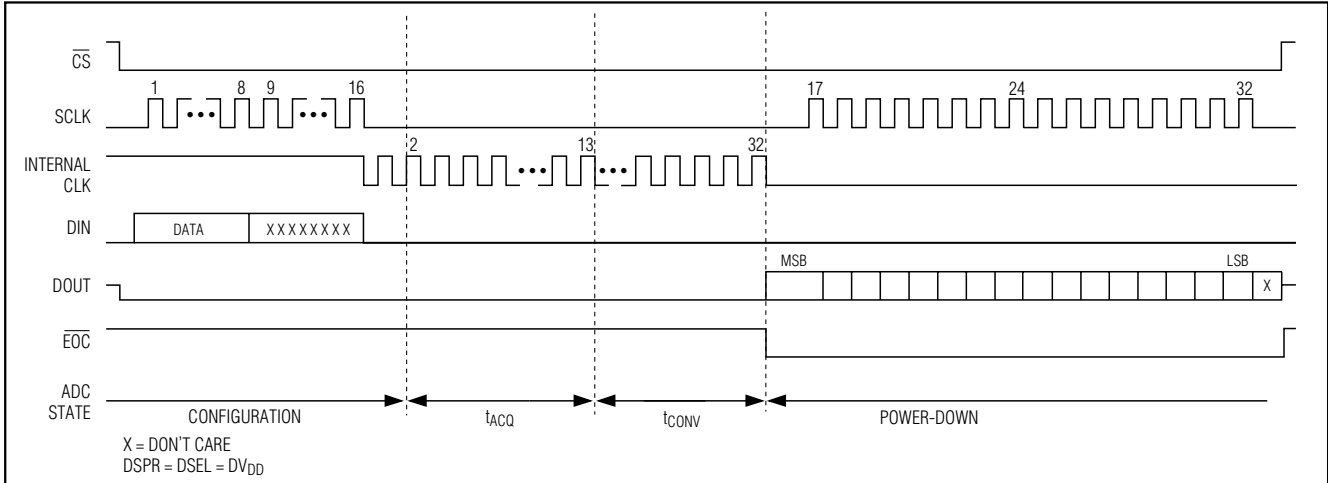 CS
1 8 9 16 17 24 32
SCLK
2 13 32
INTERNAL
CLK
DIN DATA X X X X X X X X
MSB LSB
DOUT X
EOC
ADC
STATE CONFIGURATION tACQ tCONV POWER-DOWN
X = DON'T CARE
DSPR = DSEL = DVDD